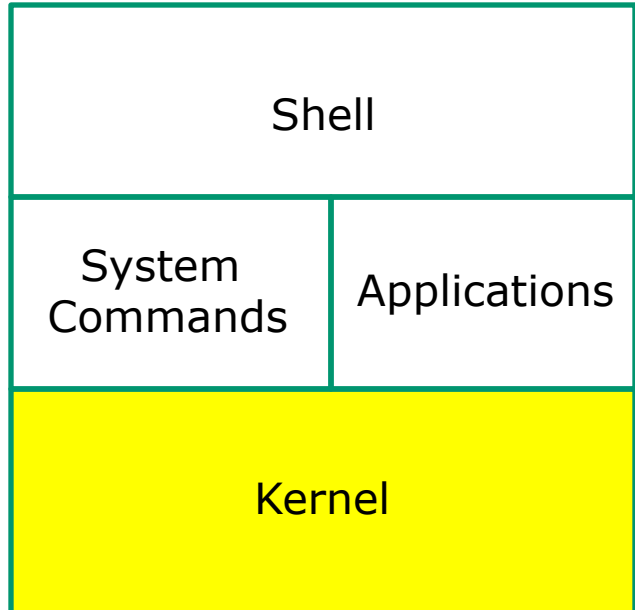 Shell
System
Commands
Applications
Kernel